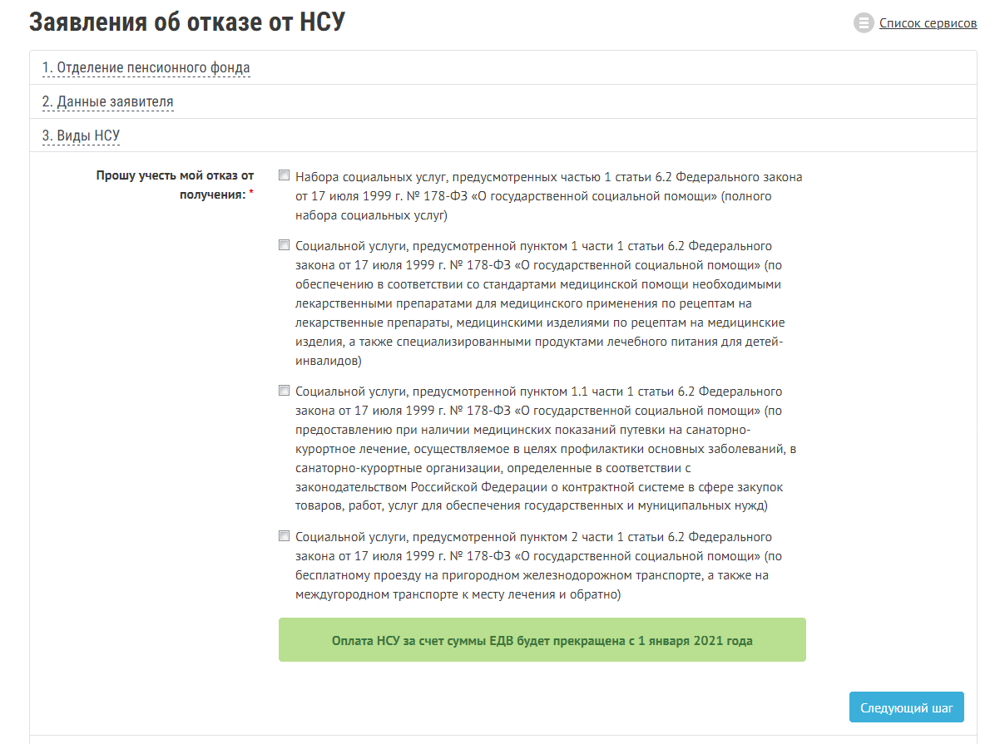 Заявления об отказе от НСУ
Список сервисов
1. Отделение пенсионного фонда
2. Данные заявителя
3. Виды НСУ
Прошу учесть мой отказ от
получения: *
Набора социальных услуг, предусмотренных частью 1 статьи 6.2 Федерального закона
от 17 июля 1999 г. № 178-ФЗ «О государственной социальной помощи» (полного
набора социальных услуг)
Социальной услуги, предусмотренной пунктом 1 части 1 статьи 6.2 Федерального
закона от 17 июля 1999 г. № 178-ФЗ «О государственной социальной помощи» (по
обеспечению в соответствии со стандартами медицинской помощи необходимыми
лекарственными препаратами для медицинского применения по рецептам на
лекарственные препараты, медицинскими изделиями по рецептам на медицинские
изделия, а также специализированными продуктами лечебного питания для детей-
инвалидов)
Социальной услуги, предусмотренной пунктом 1.1 части 1 статьи 6.2 Федерального
закона от 17 июля 1999 г. № 178-ФЗ «О государственной социальной помощи» (по
предоставлению при наличии медицинских показаний путевки на санаторно-
курортное лечение, осуществляемое в целях профилактики основных заболеваний, в
санаторно-курортные организации, определенные в соответствии с
законодательством Российской Федерации о контрактной системе в сфере закупок
товаров, работ, услуг для обеспечения государственных и муниципальных нужд)
Социальной услуги, предусмотренной пунктом 2 части 1 статьи 6.2 Федерального
закона от 17 июля 1999 г. № 178-ФЗ «О государственной социальной помощи» (по
бесплатному проезду на пригородном железнодорожном транспорте, а также на
междугородном транспорте к месту лечения и обратно)
Оплата НСУ за счет суммы ЕДВ будет прекращена с 1 января 2021 года
Следующий шаг